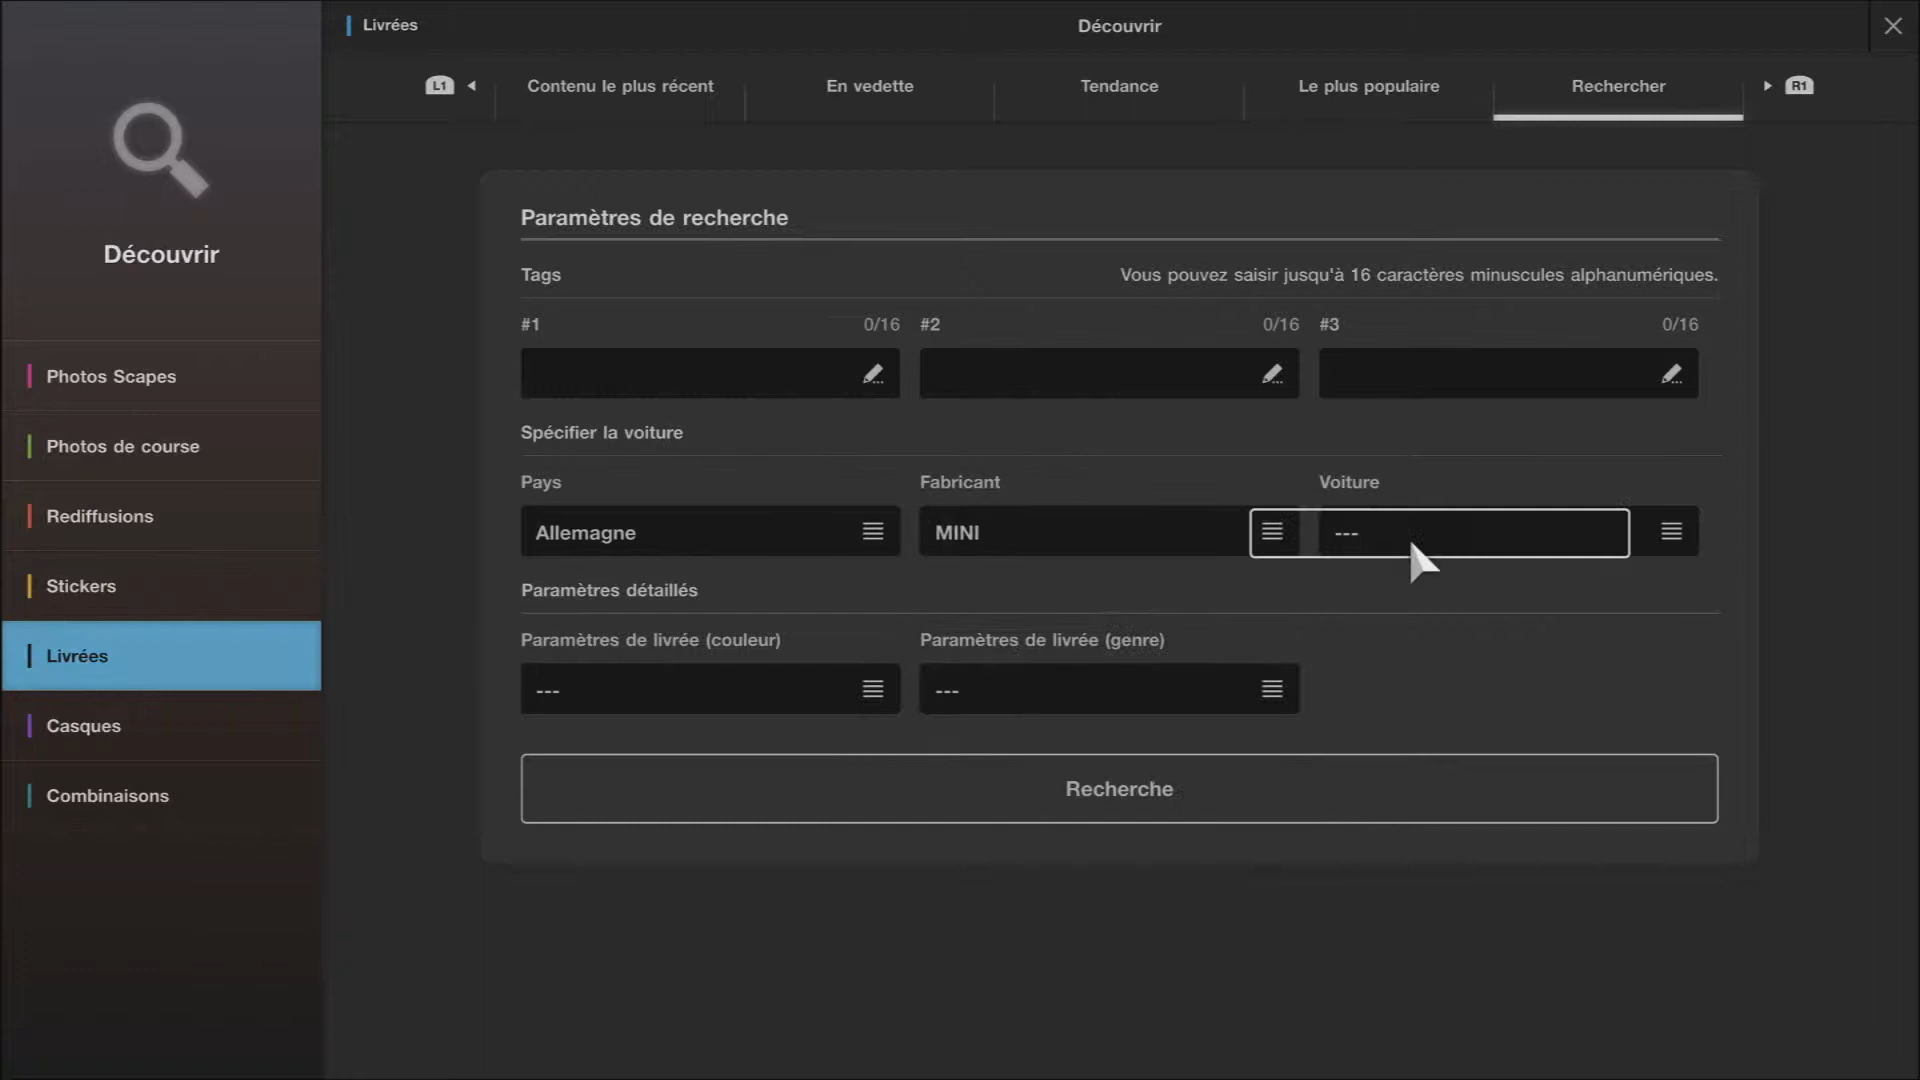 Livrées
Découvrir
L1
Contenu le plus récent
En vedette
Tendance
Le plus populaire
Rechercher
R1
Découvrir
Photos Scapes
Photos de course
Rediffusions
Stickers
Livrées
Casques
Combinaisons
Paramètres de recherche
Tags
Vous pouvez saisir jusqu'à 16 caractères minuscules alphanumériques.
#1 0/16
#2 0/16
#3 0/16
Spécifier la voiture
Pays
Fabricant
Voiture
Allemagne
MINI
---
Paramètres détaillés
Paramètres de livrée (couleur)
Paramètres de livrée (genre)
---
---
Recherche